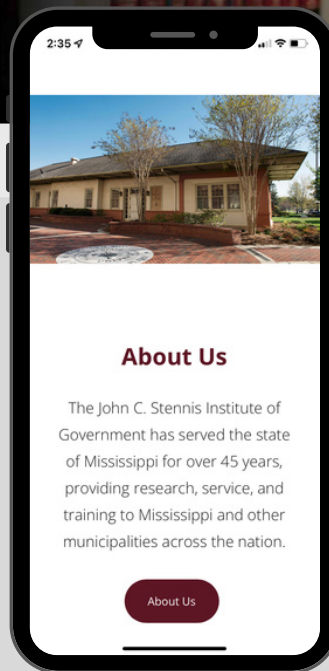 2:35
About Us
The John C. Stennis Institute of
Government has served the state
of Mississippi for over 45 years,
providing research, service, and
training to Mississippi and other
municipalities across the nation.
About Us